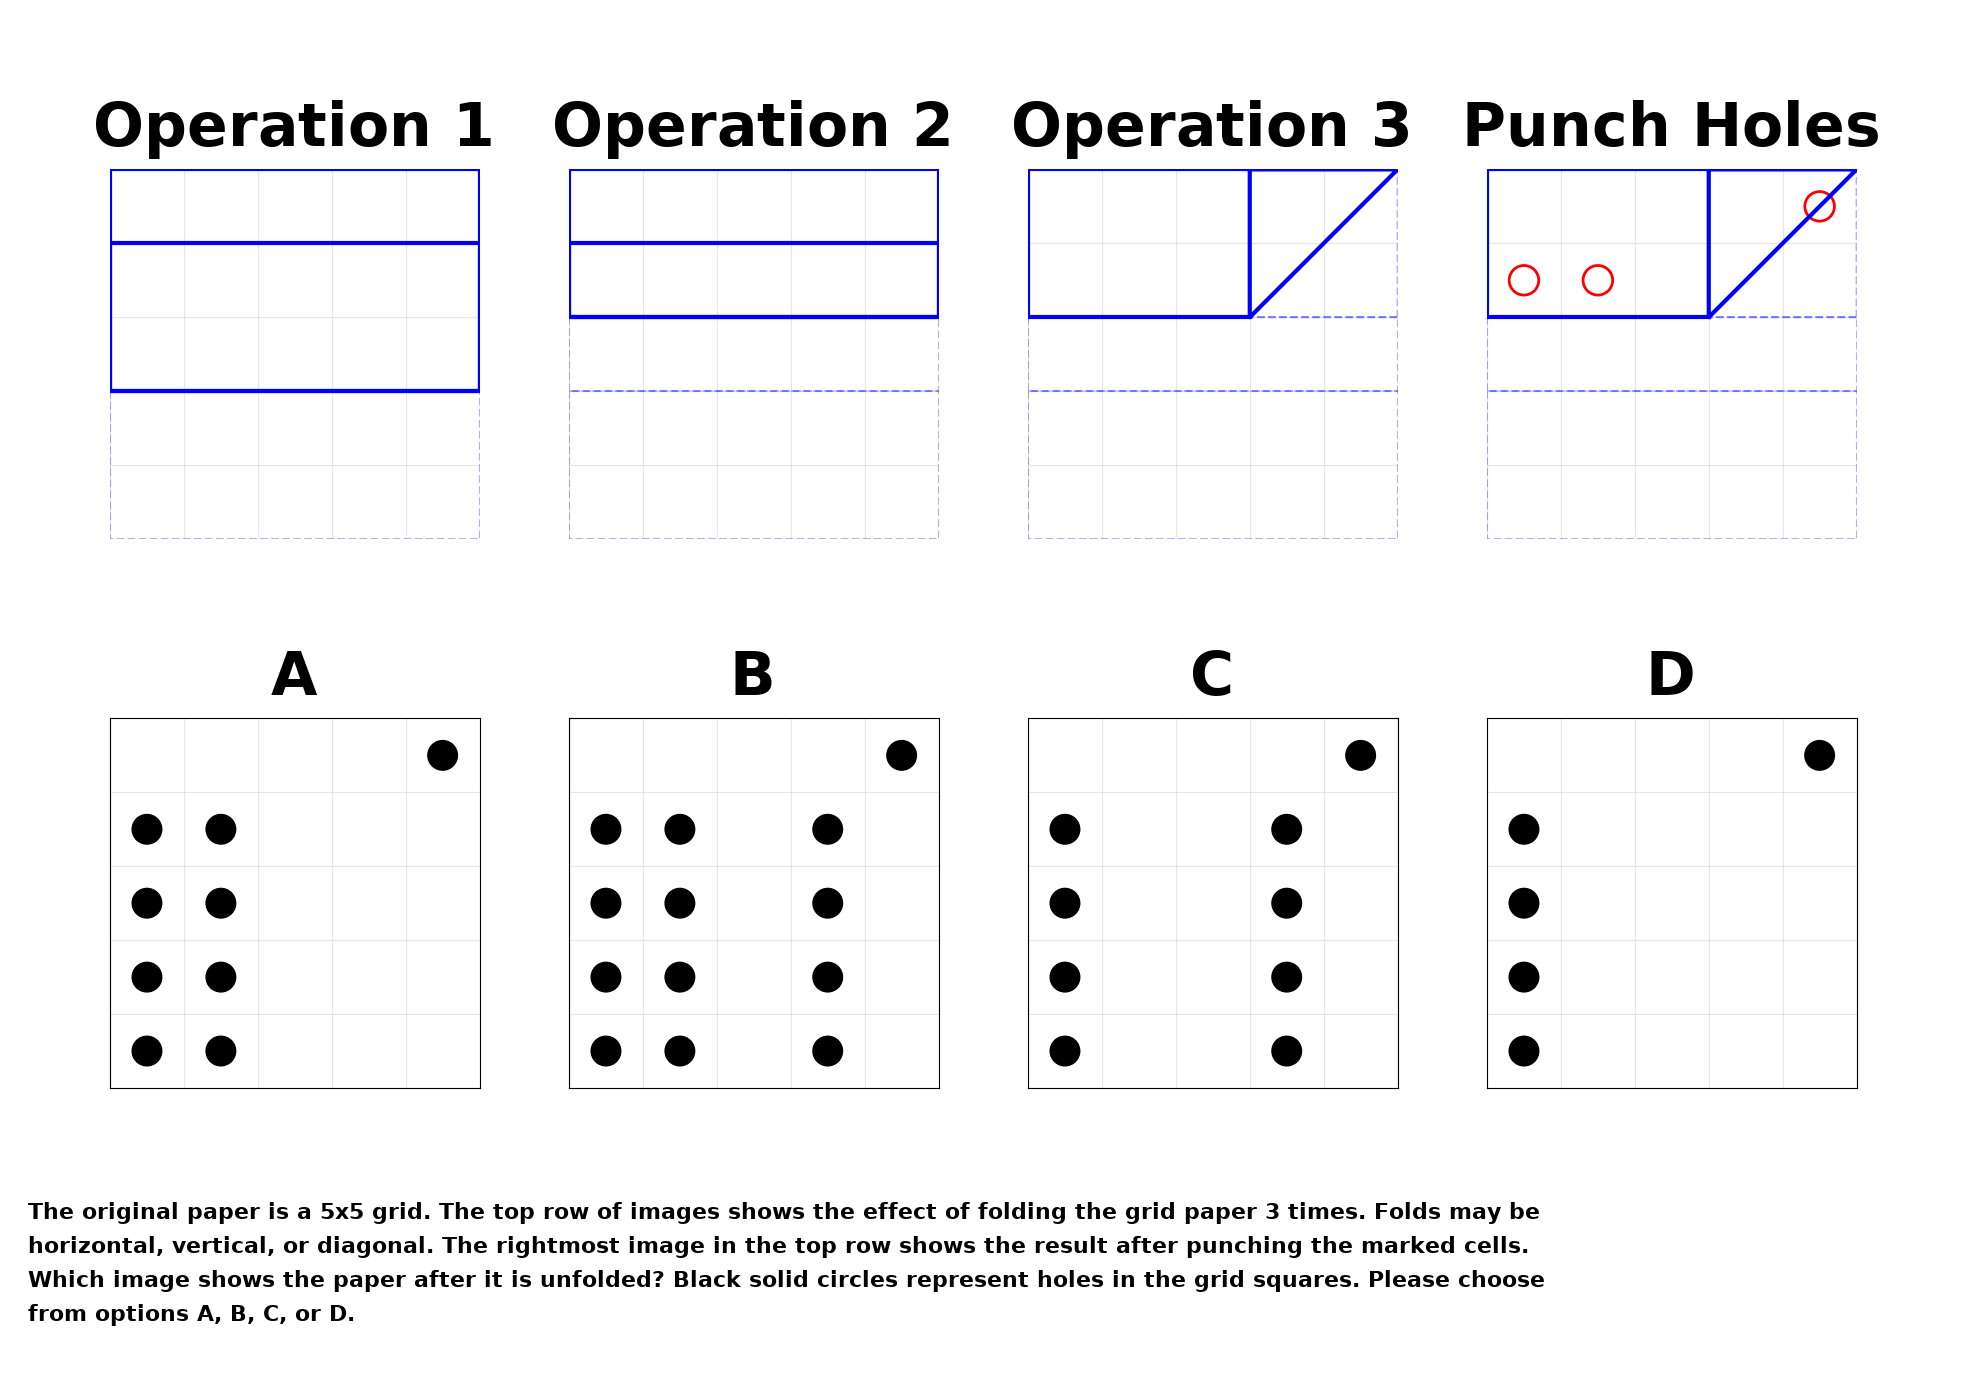 Operation 1 Operation 2 Operation 3 Punch Holes
A B C D
The original paper is a 5x5 grid. The top row of images shows the effect of folding the grid paper 3 times. Folds may be
horizontal, vertical, or diagonal. The rightmost image in the top row shows the result after punching the marked cells.
Which image shows the paper after it is unfolded? Black solid circles represent holes in the grid squares. Please choose
from options A, B, C, or D.